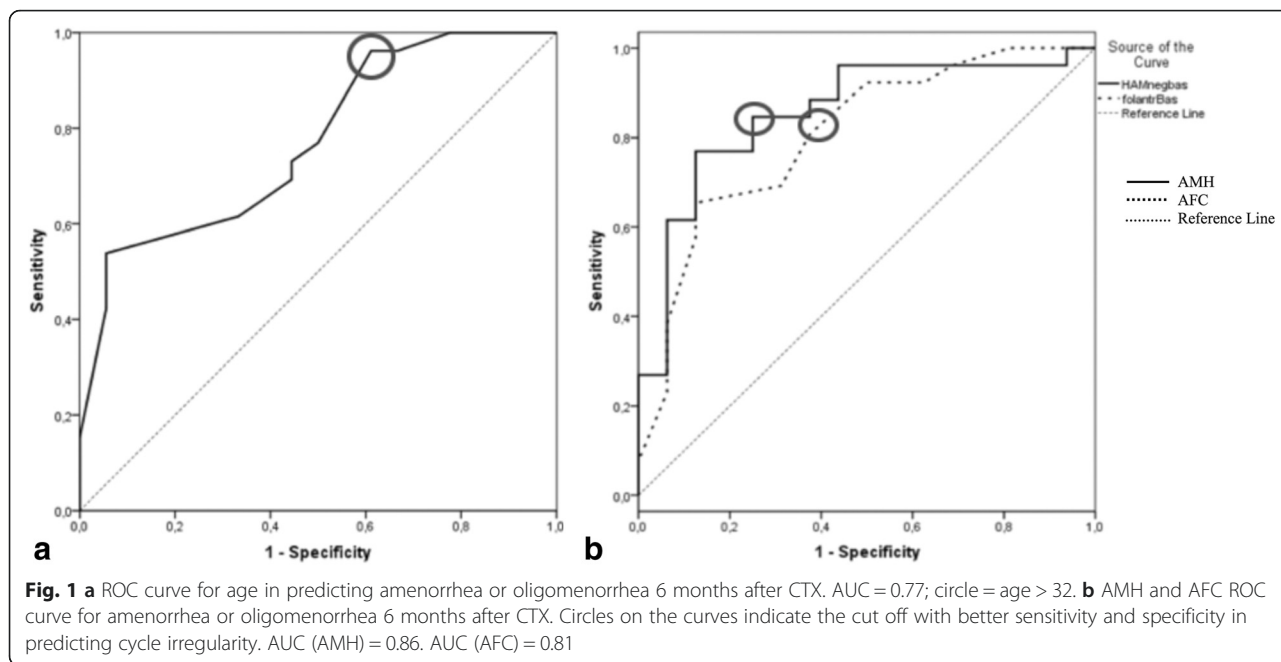 1,0
0,8
0,6
0,4
0,2
0,0
Sensitivity
0,0 0,2 0,4 0,6 0,8 1,0
1 - Specificity
a
1,0
0,8
0,6
0,4
0,2
0,0
Sensitivity
0,0 0,2 0,4 0,6 0,8 1,0
1 - Specificity
b
Source of the
Curve
HAMnegbas
folantrBas
Reference Line
AMH
AFC
Reference Line
Fig. 1 a ROC curve for age in predicting amenorrhea or oligomenorrhea 6 months after CTX. AUC = 0.77; circle = age > 32. b AMH and AFC ROC
curve for amenorrhea or oligomenorrhea 6 months after CTX. Circles on the curves indicate the cut off with better sensitivity and specificity in
predicting cycle irregularity. AUC (AMH) = 0.86. AUC (AFC) = 0.81